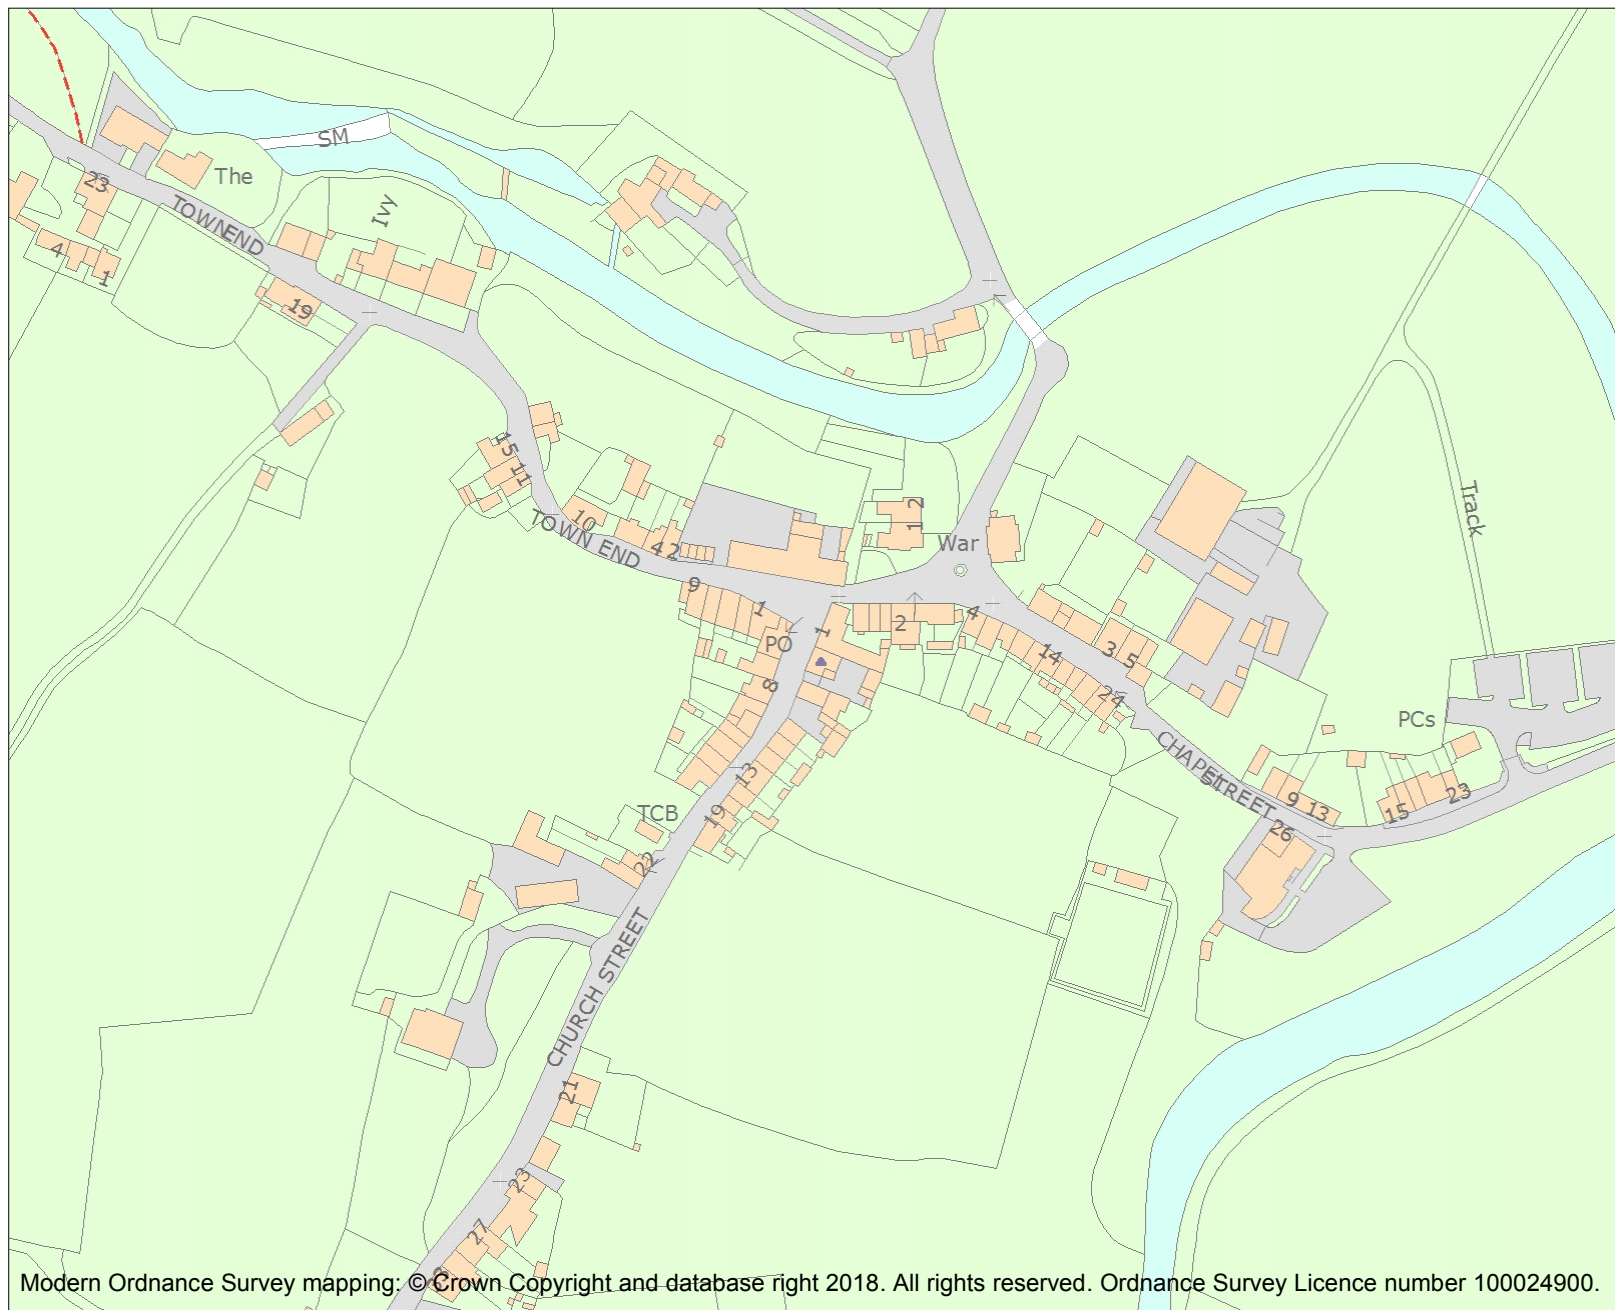 SM
The
23
TOWN END
Ivy
4
1
19
15
11
10
TOWN END
4 2
1 2
War
9
1
PO
1
2
4
14
3
5
24
8
Track
PCs
CHAPEL
STREET
9
13
15
23
26
13
19
TCB
22
CHURCH STREET
21
23
27
Modern Ordnance Survey mapping: © Crown Copyright and database right 2018. All rights reserved. Ordnance Survey Licence number 100024900.